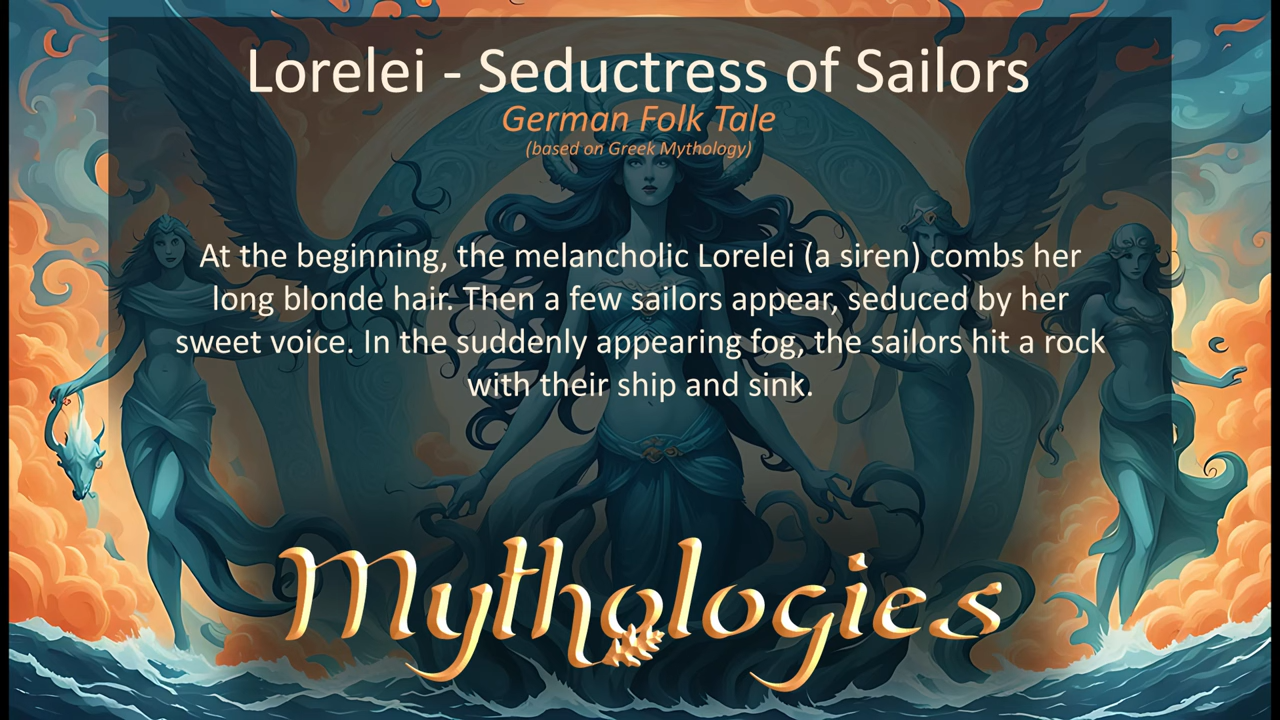 Lorelei - Seductress of Sailors
German Folk Tale
(based on Greek Mythology)
At the beginning, the melancholic Lorelei (a siren) combs her
long blonde hair. Then a few sailors appear, seduced by her
sweet voice. In the suddenly appearing fog, the sailors hit a rock
with their ship and sink.
Mythologies